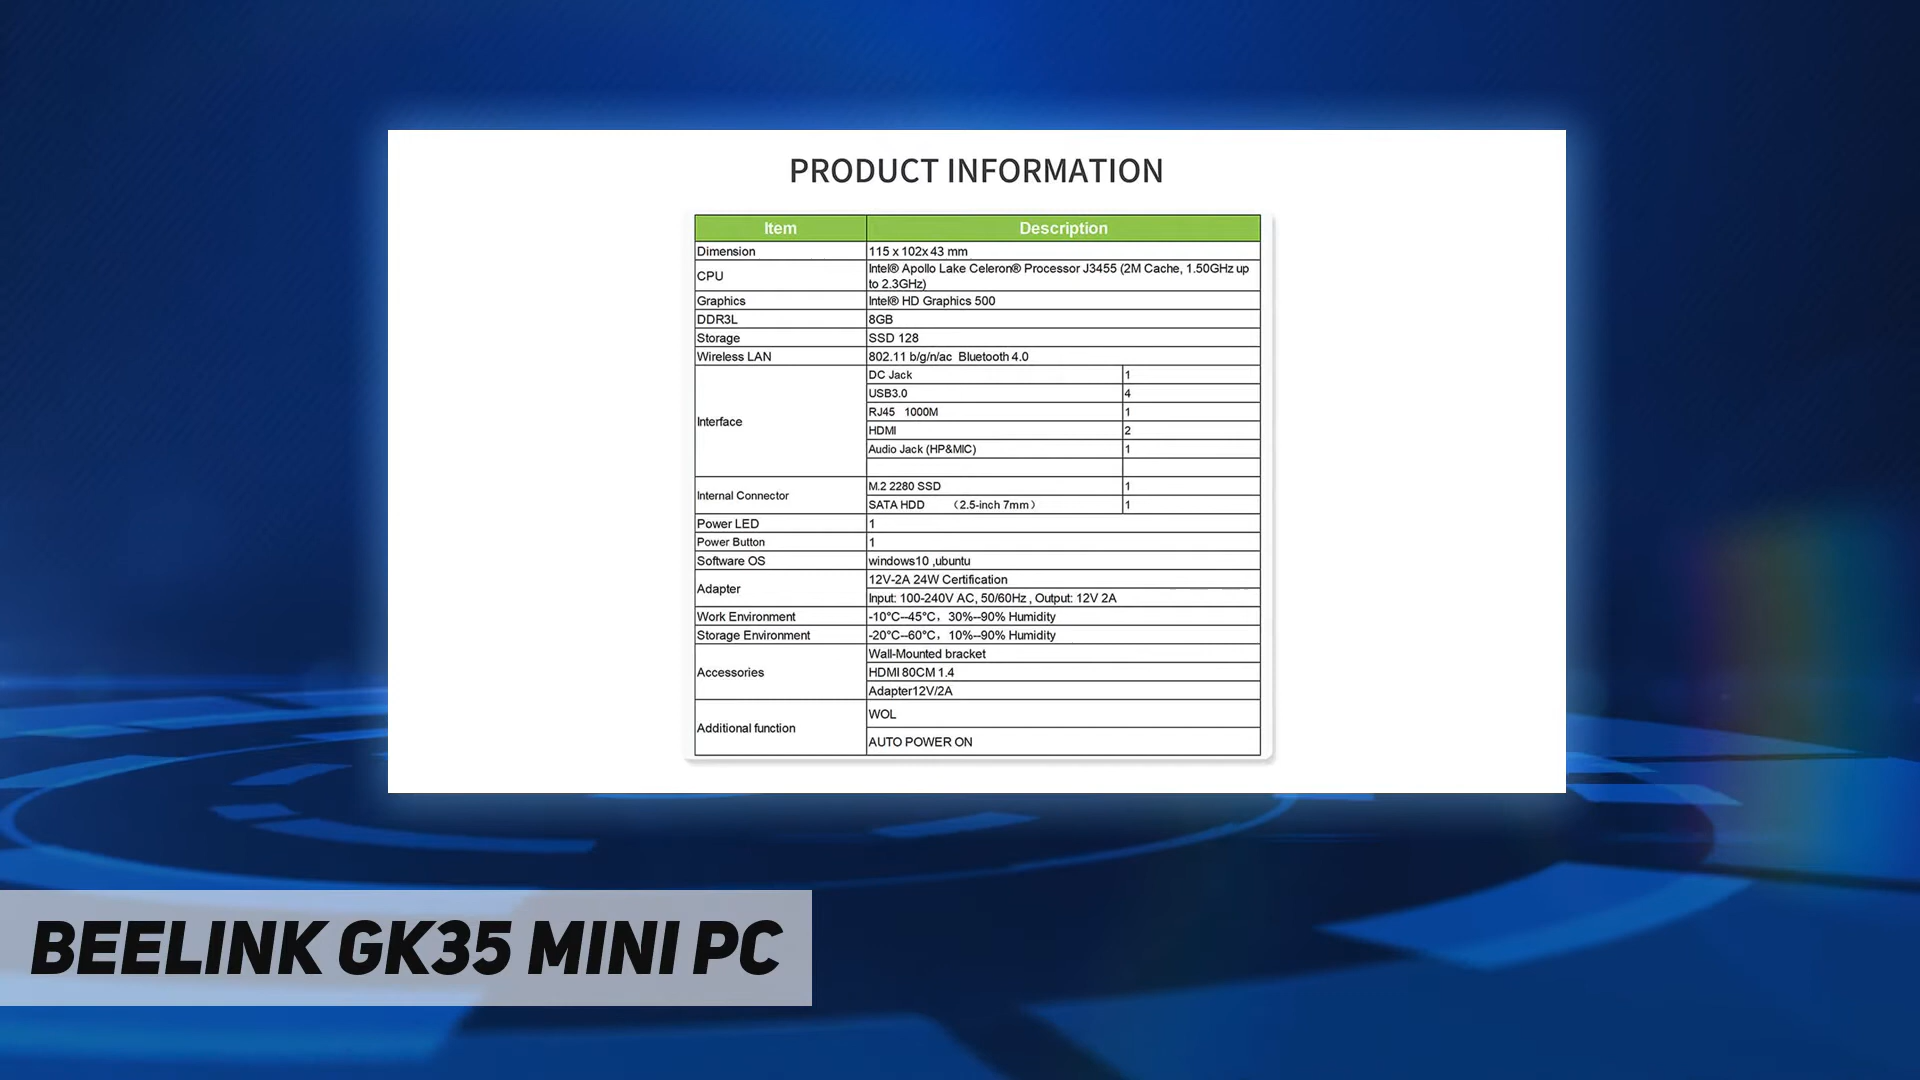 PRODUCT INFORMATION
Item Description
Dimension 115 x 102x 43 mm
CPU Intel® Apollo Lake Celeron® Processor J3455 (2M Cache, 1.50GHz up
to 2.3GHz)
Graphics Intel® HD Graphics 500
DDR3L 8GB
Storage SSD 128
Wireless LAN 802.11 b/g/n/ac Bluetooth 4.0
Interface
DC Jack 1
USB3.0 4
RJ45 1000M 1
HDMI 2
Audio Jack (HP&MIC) 1
Internal Connector
M.2 2280 SSD 1
SATA HDD （2.5-inch 7mm） 1
Power LED 1
Power Button 1
Software OS windows10 ,ubuntu
Adapter
12V-2A 24W Certification
Input: 100-240V AC, 50/60Hz , Output: 12V 2A
Work Environment -10°C--45°C，30%--90% Humidity
Storage Environment -20°C--60°C，10%--90% Humidity
Accessories
Wall-Mounted bracket
HDMI 80CM 1.4
Adapter12V/2A
Additional function
WOL
AUTO POWER ON
BEELINK GK35 MINI PC